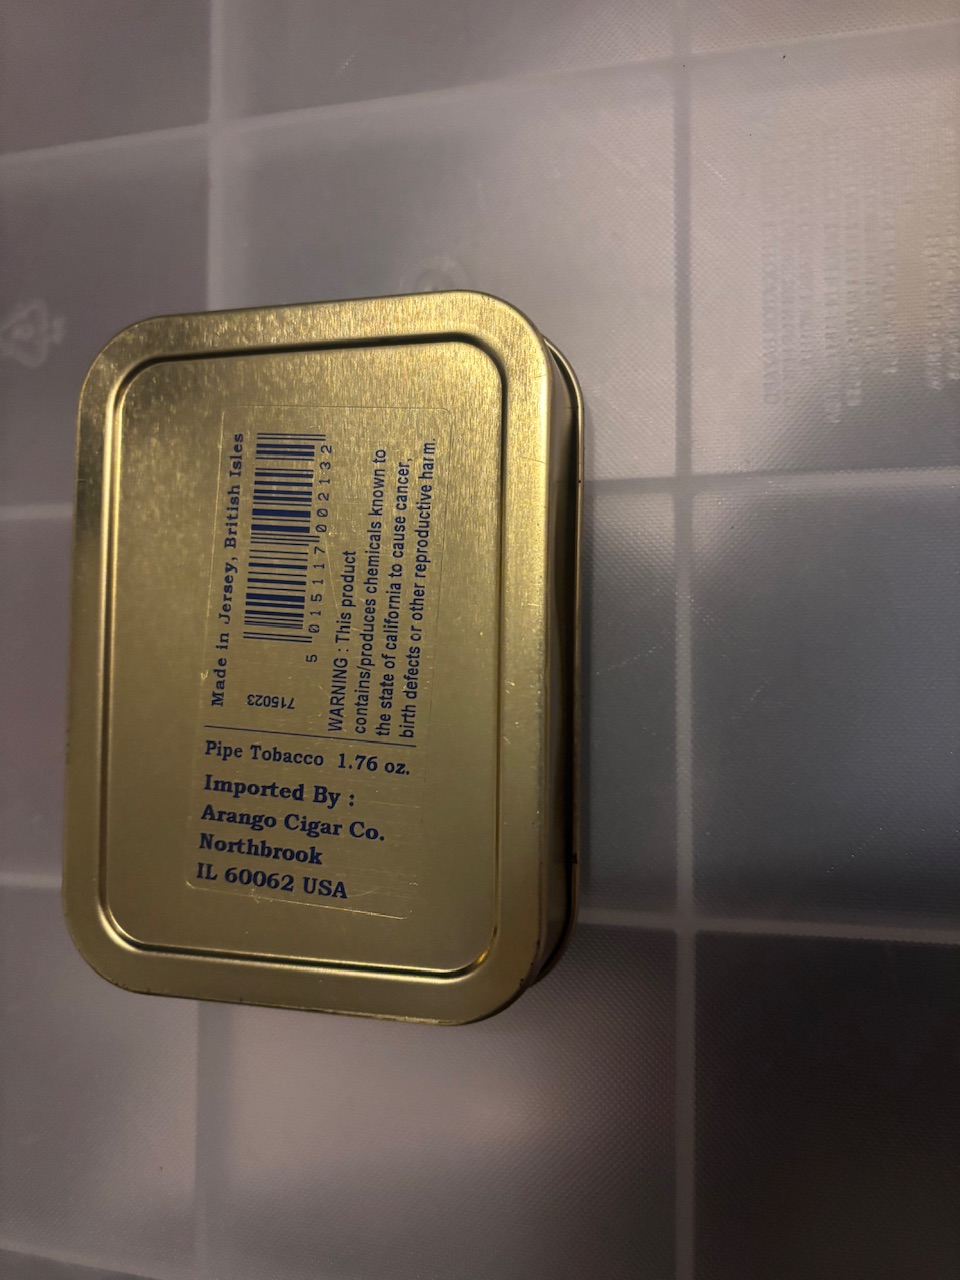 Made in Jersey, British Isles
5 015117 002132
715023
WARNING : This product
contains/produces chemicals known to
the state of california to cause cancer,
birth defects or other reproductive harm.
Pipe Tobacco 1.76 oz.
Imported By :
Arango Cigar Co.
Northbrook
IL 60062 USA